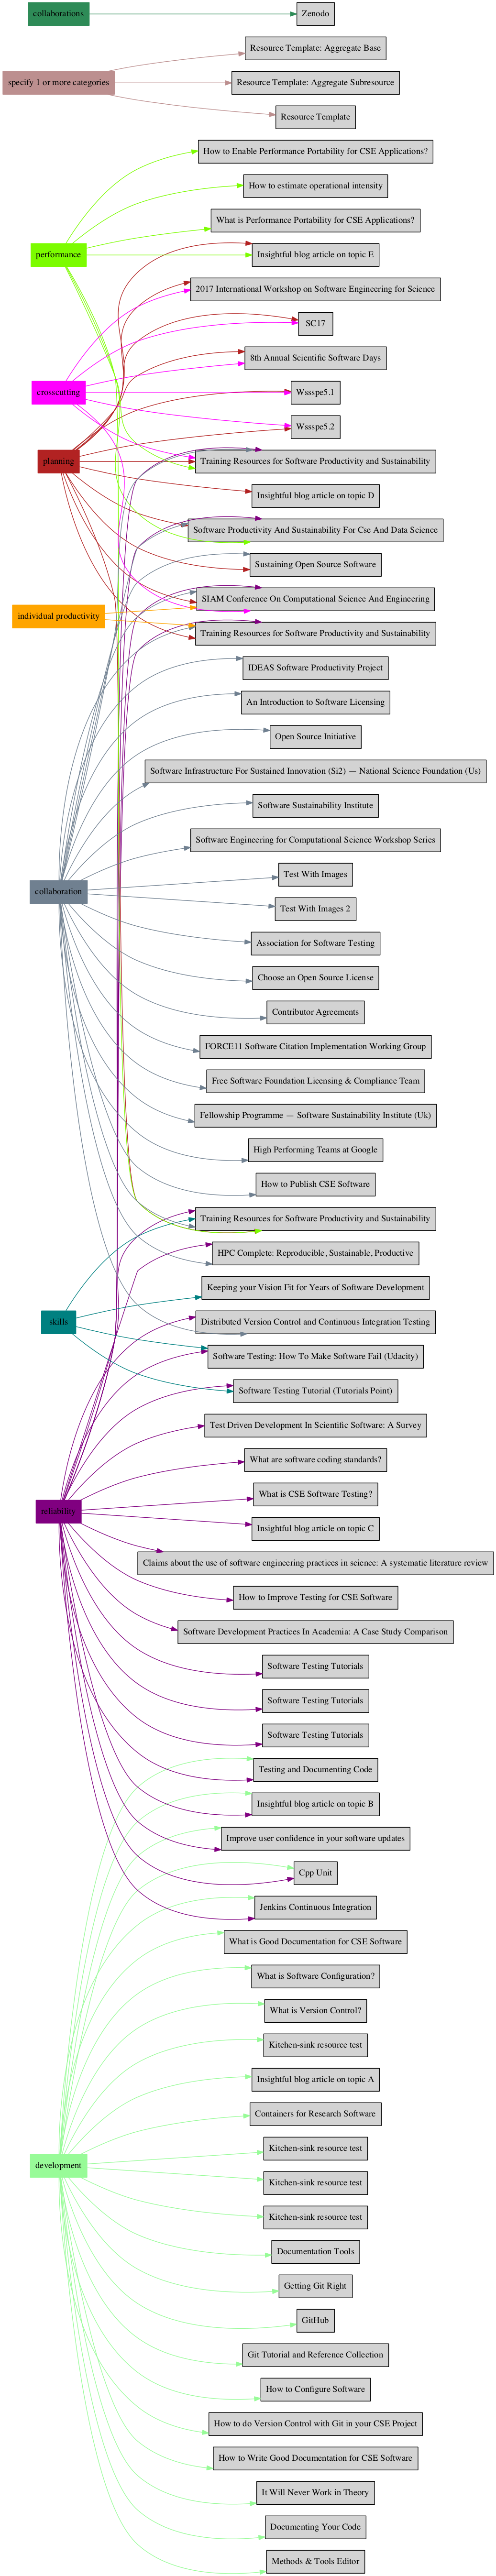 collaborations
Zenodo
Resource Template: Aggregate Base
specify 1 or more categories
Resource Template: Aggregate Subresource
Resource Template
How to Enable Performance Portability for CSE Applications?
How to estimate operational intensity
What is Performance Portability for CSE Applications?
performance
Insightful blog article on topic E
2017 International Workshop on Software Engineering for Science
SC17
8th Annual Scientific Software Days
crosscutting
Wssspe5.1
Wssspe5.2
planning
Training Resources for Software Productivity and Sustainability
Insightful blog article on topic D
Software Productivity And Sustainability For Cse And Data Science
Sustaining Open Source Software
SIAM Conference On Computational Science And Engineering
individual productivity
Training Resources for Software Productivity and Sustainability
IDEAS Software Productivity Project
An Introduction to Software Licensing
Open Source Initiative
Software Infrastructure For Sustained Innovation (Si2) — National Science Foundation (Us)
Software Sustainability Institute
Software Engineering for Computational Science Workshop Series
Test With Images
collaboration
Test With Images 2
Association for Software Testing
Choose an Open Source License
Contributor Agreements
FORCE11 Software Citation Implementation Working Group
Free Software Foundation Licensing & Compliance Team
Fellowship Programme — Software Sustainability Institute (Uk)
High Performing Teams at Google
How to Publish CSE Software
Training Resources for Software Productivity and Sustainability
HPC Complete: Reproducible, Sustainable, Productive
Keeping your Vision Fit for Years of Software Development
skills
Distributed Version Control and Continuous Integration Testing
Software Testing: How To Make Software Fail (Udacity)
Software Testing Tutorial (Tutorials Point)
Test Driven Development In Scientific Software: A Survey
What are software coding standards?
What is CSE Software Testing?
reliability
Insightful blog article on topic C
Claims about the use of software engineering practices in science: A systematic literature review
How to Improve Testing for CSE Software
Software Development Practices In Academia: A Case Study Comparison
Software Testing Tutorials
Software Testing Tutorials
Software Testing Tutorials
Testing and Documenting Code
Insightful blog article on topic B
Improve user confidence in your software updates
Cpp Unit
Jenkins Continuous Integration
What is Good Documentation for CSE Software
What is Software Configuration?
What is Version Control?
Kitchen-sink resource test
Insightful blog article on topic A
Containers for Research Software
Kitchen-sink resource test
development
Kitchen-sink resource test
Kitchen-sink resource test
Documentation Tools
Getting Git Right
GitHub
Git Tutorial and Reference Collection
How to Configure Software
How to do Version Control with Git in your CSE Project
How to Write Good Documentation for CSE Software
It Will Never Work in Theory
Documenting Your Code
Methods & Tools Editor